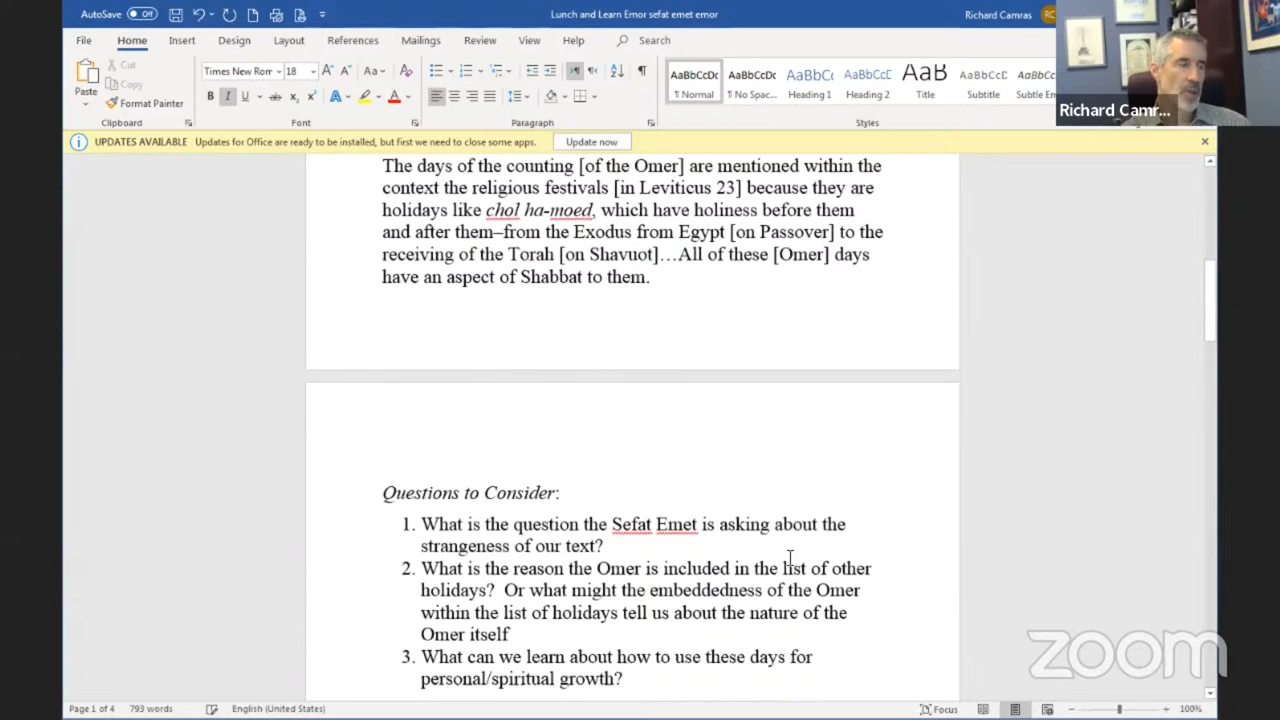 AutoSave Off Lunch and Learn Emor sefat emet emor Richard Camras RC
File Home Insert Design Layout References Mailings Review View Help Search
Paste Cut Copy Format Painter
Times New Rom 18
AaBbCcDc AaBbCcDc AaBbCc AaBbCcD AaB AaBbCcD AaBbCcD
¶ Normal ¶ No Spac... Heading 1 Heading 2 Title Subtitle Subtle Em
Clipboard Font Paragraph Styles
Richard Camr...
UPDATES AVAILABLE Updates for Office are ready to be installed, but first we need to close some apps. Update now
The days of the counting [of the Omer] are mentioned within the
context the religious festivals [in Leviticus 23] because they are
holidays like chol ha-moed, which have holiness before them
and after them–from the Exodus from Egypt [on Passover] to the
receiving of the Torah [on Shavuot]…All of these [Omer] days
have an aspect of Shabbat to them.
Questions to Consider:
1. What is the question the Sefat Emet is asking about the
strangeness of our text?
2. What is the reason the Omer is included in the list of other
holidays? Or what might the embeddedness of the Omer
within the list of holidays tell us about the nature of the
Omer itself
3. What can we learn about how to use these days for
personal/spiritual growth?
zoom
Page 1 of 4 793 words English (United States) Focus 100%